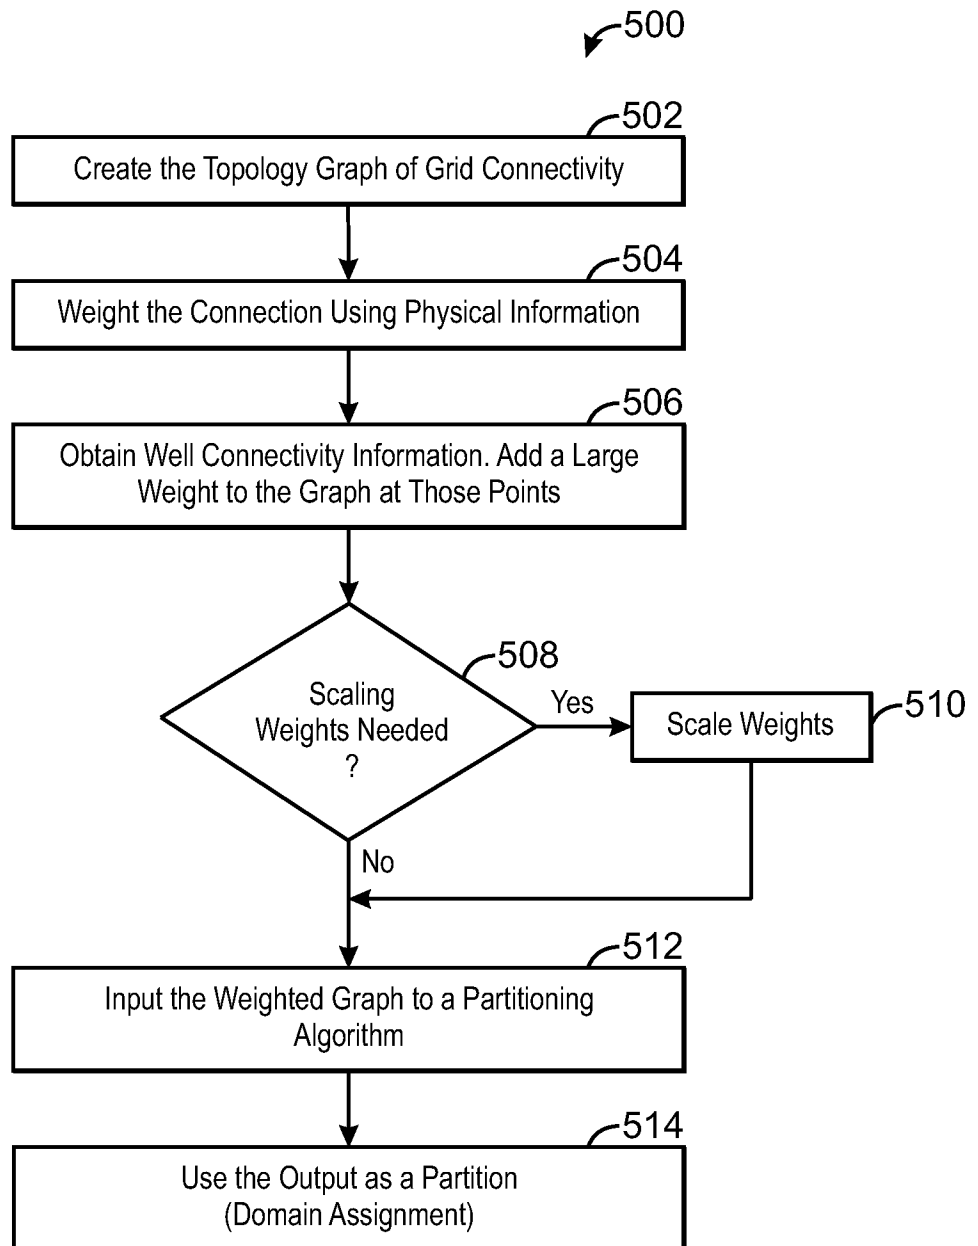 500
502
Create the Topology Graph of Grid Connectivity
504
Weight the Connection Using Physical Information
506
Obtain Well Connectivity Information. Add a Large
Weight to the Graph at Those Points
508
Scaling
Weights Needed
?
Yes
510
Scale Weights
No
512
Input the Weighted Graph to a Partitioning
Algorithm
514
Use the Output as a Partition
(Domain Assignment)